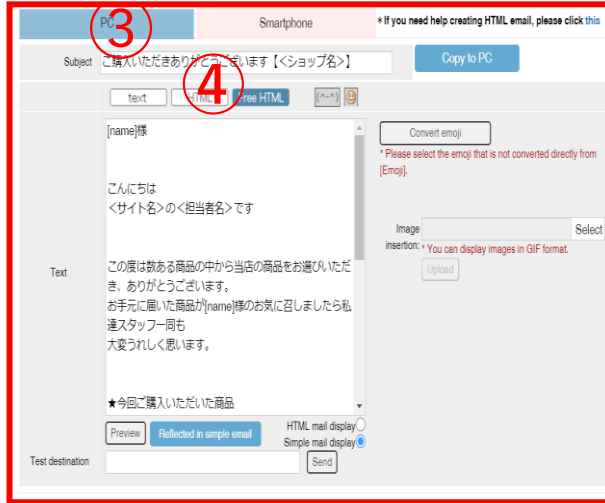 PC ③ Smartphone * If you need help creating HTML email, please click this
Subject ご購入いただきありがとうございます【<ショップ名>】 Copy to PC
④
text HTML Free HTML (^-^)
[name]様
Convert emoji
* Please select the emoji that is not converted directly from
[Emoji].
こんにちは
<サイト名>の<担当者名>です
Image insertion: Select
* You can display images in GIF format.
Upload
Text
この度は数ある商品の中から当店の商品をお選びいただ
き、ありがとうございます。
お手元に届いた商品が[name]様のお気に召しましたら私
達スタッフ一同も
大変うれしく思います。
★今回ご購入いただいた商品
Preview Reflected in simple email
HTML mail display
Simple mail display
Test destination Send